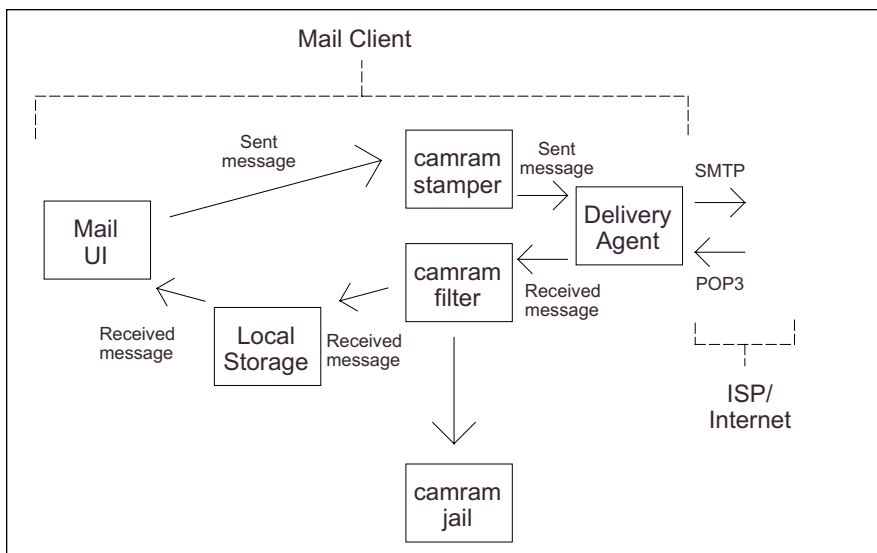 Mail Client
Sent
message
camram
stamper
Sent
message
SMTP
Mail
UI
Delivery
Agent
camram
filter
POP3
Received
message
Received
message
Local
Storage
Received
message
ISP/
Internet
camram
jail